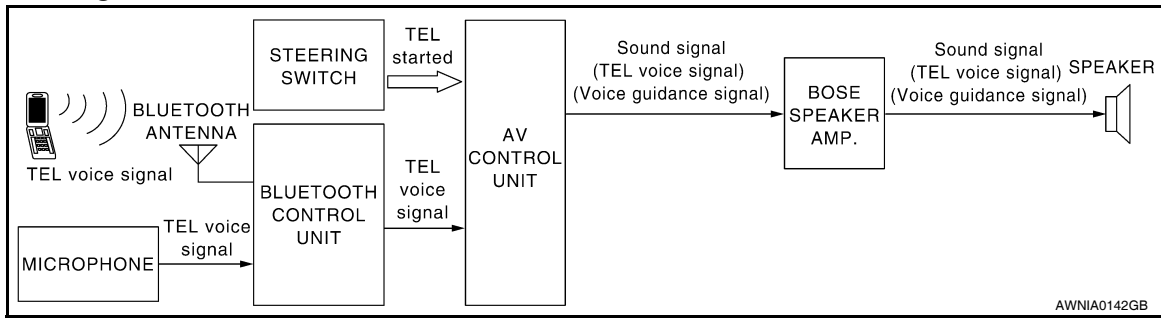 STEERING
SWITCH
TEL
started
BLUETOOTH
ANTENNA
TEL voice signal
MICROPHONE
TEL voice
signal
BLUETOOTH
CONTROL
UNIT
TEL
voice
signal
AV
CONTROL
UNIT
Sound signal
(TEL voice signal)
(Voice guidance signal)
BOSE
SPEAKER
AMP.
Sound signal
(TEL voice signal)
(Voice guidance signal)
SPEAKER
AWNIA0142GB